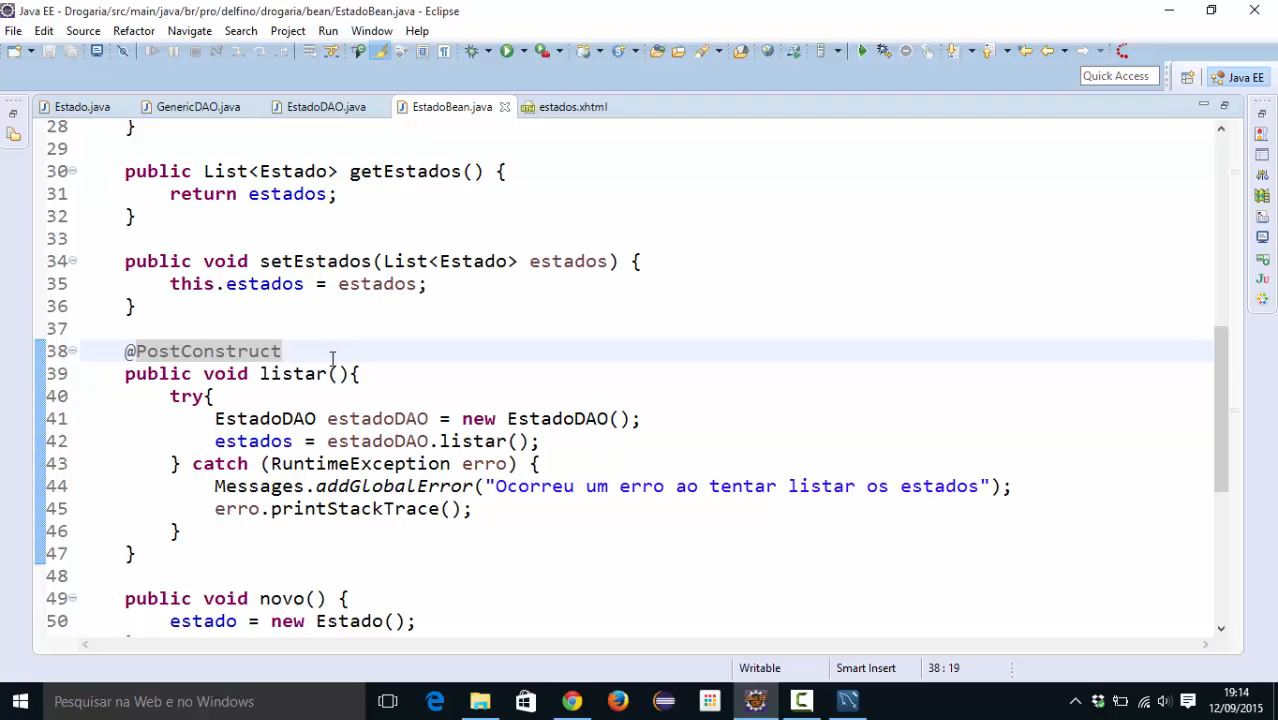 Java EE - Drogaria/src/main/java/br/pro/delfino/drogaria/bean/EstadoBean.java - Eclipse
File Edit Source Refactor Navigate Search Project Run Window Help
Quick Access Java EE
Estado.java GenericDAO.java EstadoDAO.java EstadoBean.java estados.xhtml
28 }
29
30 public List<Estado> getEstados() {
31 return estados;
32 }
33
34 public void setEstados(List<Estado> estados) {
35 this.estados = estados;
36 }
37
38 @PostConstruct
39 public void listar(){
40 try{
41 EstadoDAO estadoDAO = new EstadoDAO();
42 estados = estadoDAO.listar();
43 } catch (RuntimeException erro) {
44 Messages.addGlobalError("Ocorreu um erro ao tentar listar os estados");
45 erro.printStackTrace();
46 }
47 }
48
49 public void novo() {
50 estado = new Estado();
Writable Smart Insert 38 : 19
Pesquisar na Web e no Windows
19:14
12/09/2015